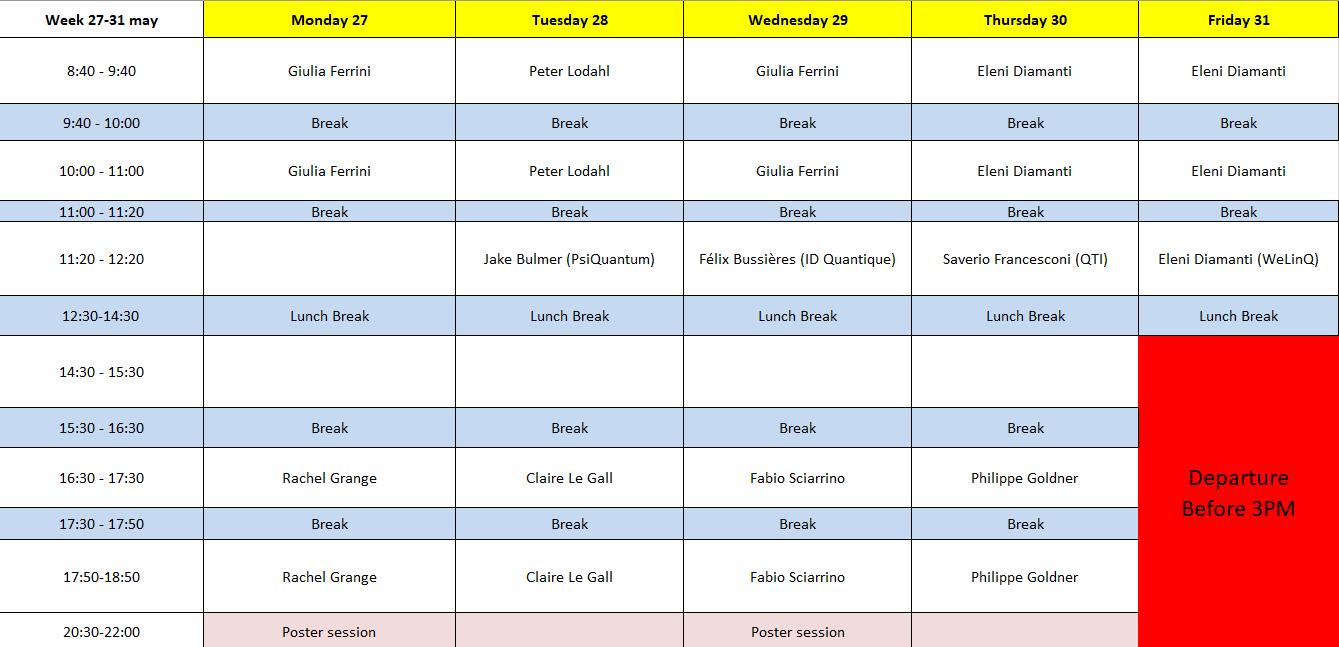 Week 27-31 may Monday 27 Tuesday 28 Wednesday 29 Thursday 30 Friday 31
8:40 - 9:40 Giulia Ferrini Peter Lodahl Giulia Ferrini Eleni Diamanti Eleni Diamanti
9:40 - 10:00 Break Break Break Break Break
10:00 - 11:00 Giulia Ferrini Peter Lodahl Giulia Ferrini Eleni Diamanti Eleni Diamanti
11:00 - 11:20 Break Break Break Break Break
11:20 - 12:20 Jake Bulmer (PsiQuantum) Félix Bussières (ID Quantique) Saverio Francesconi (QTI) Eleni Diamanti (WeLinQ)
12:30-14:30 Lunch Break Lunch Break Lunch Break Lunch Break Lunch Break
14:30 - 15:30
15:30 - 16:30 Break Break Break Break
16:30 - 17:30 Rachel Grange Claire Le Gall Fabio Sciarrino Philippe Goldner
Departure
Before 3PM
17:30 - 17:50 Break Break Break Break
17:50-18:50 Rachel Grange Claire Le Gall Fabio Sciarrino Philippe Goldner
20:30-22:00 Poster session Poster session